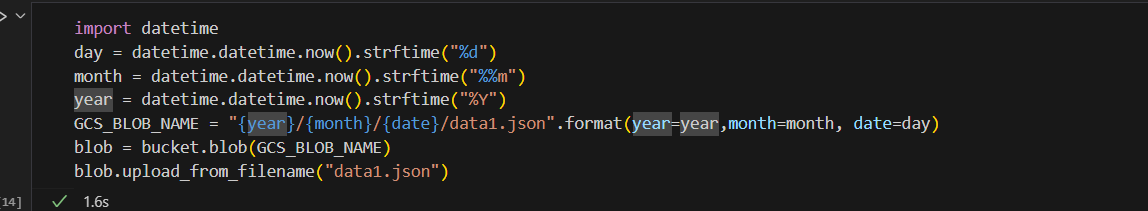 import datetime
day = datetime.datetime.now().strftime("%d")
month = datetime.datetime.now().strftime("%%m")
year = datetime.datetime.now().strftime("%Y")
GCS_BLOB_NAME = "{year}/{month}/{date}/data1.json".format(year=year,month=month, date=day)
blob = bucket.blob(GCS_BLOB_NAME)
blob.upload_from_filename("data1.json")
[14] 1.6s